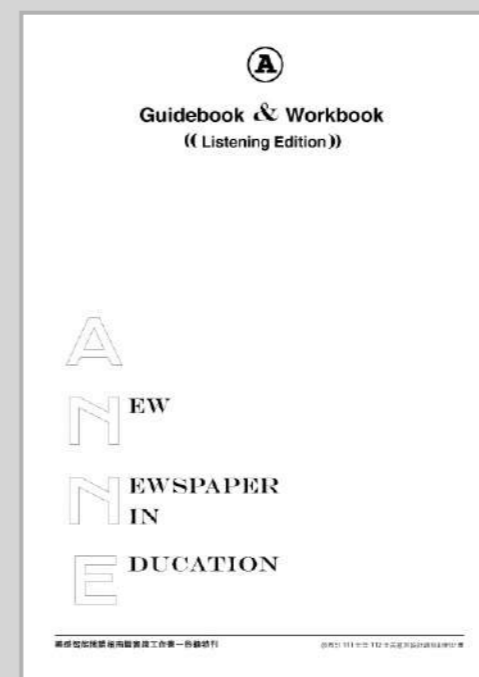 A
Guidebook & Workbook
(( Listening Edition ))
A
NEW
NEWSPAPER
IN
EDUCATION